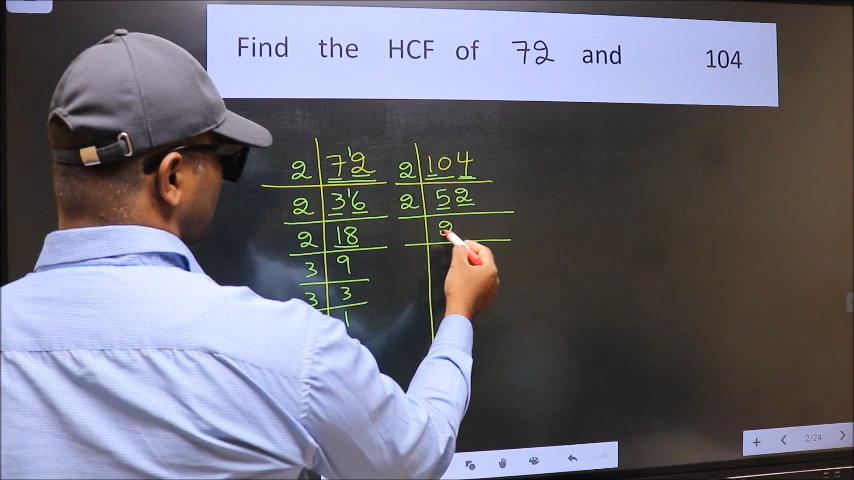 Find the HCF of 72 and 104
2 | 72 2 | 104
2 | 36 2 | 52
2 | 18 2
3 | 9
3 | 3
1
2/24